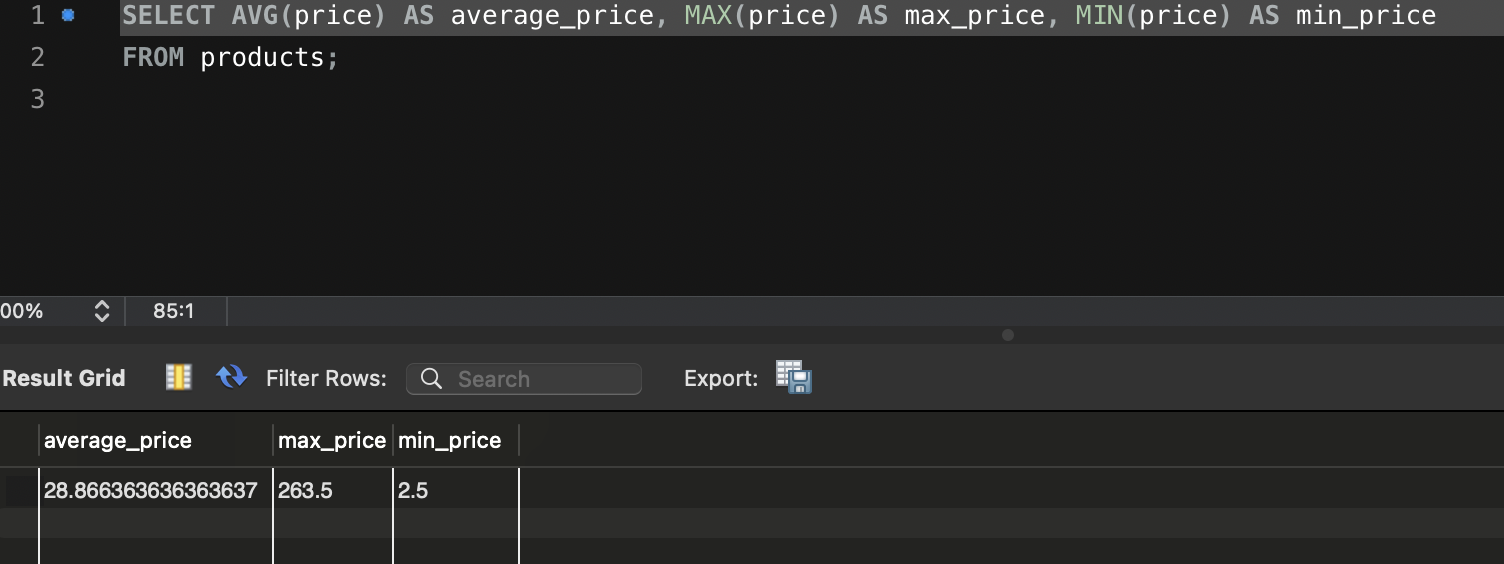 1 SELECT AVG(price) AS average_price, MAX(price) AS max_price, MIN(price) AS min_price
2 FROM products;
3
00% 85:1
Result Grid Filter Rows: Search Export:
average_price max_price min_price
28.866363636363637 263.5 2.5